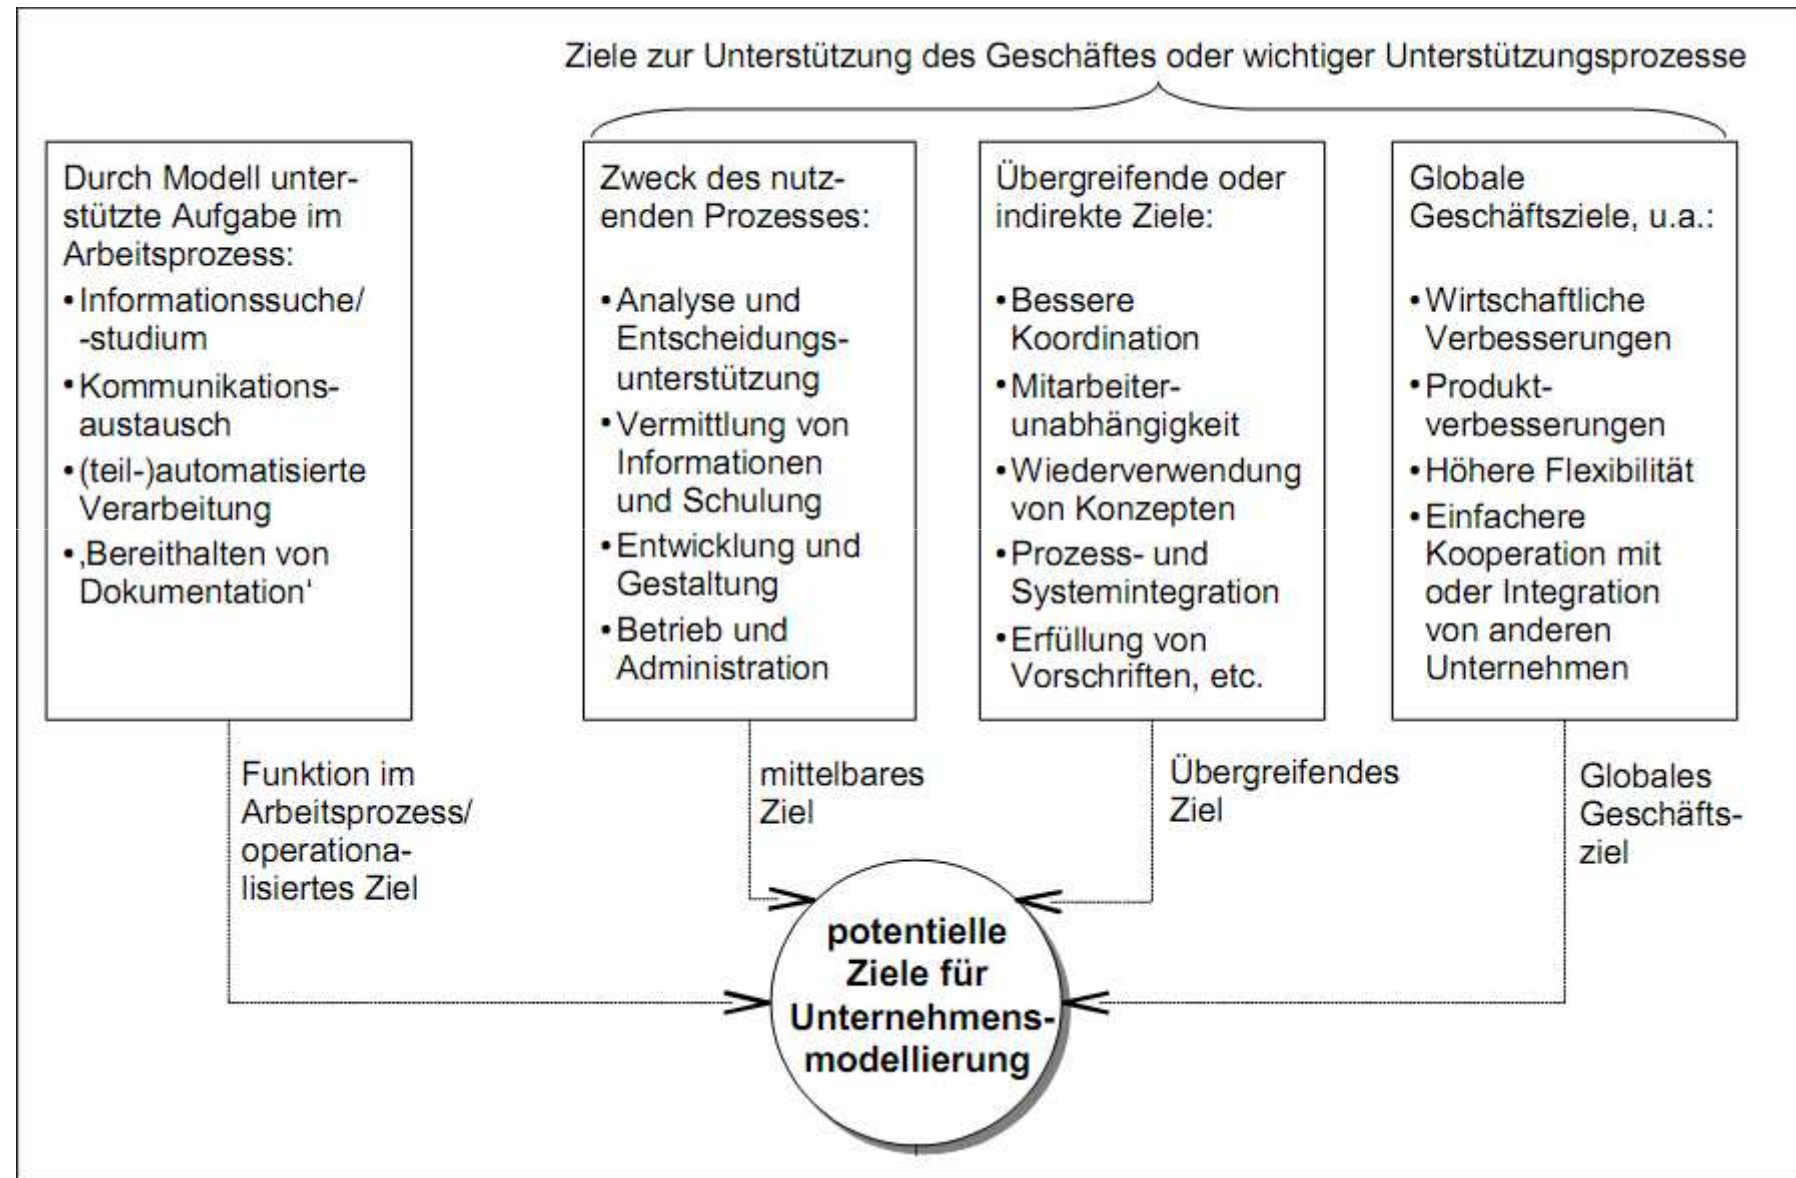 Ziele zur Unterstützung des Geschäftes oder wichtiger Unterstützungsprozesse
Durch Modell unter-
stützte Aufgabe im
Arbeitsprozess:
•Informationssuche/
-studium
•Kommunikations-
austausch
•(teil-)automatisierte
Verarbeitung
•‚Bereithalten von
Dokumentation‘
Zweck des nutz-
enden Prozesses:
•Analyse und
Entscheidungs-
unterstützung
•Vermittlung von
Informationen
und Schulung
•Entwicklung und
Gestaltung
•Betrieb und
Administration
Übergreifende oder
indirekte Ziele:
•Bessere
Koordination
•Mitarbeiter-
unabhängigkeit
•Wiederverwendung
von Konzepten
•Prozess- und
Systemintegration
•Erfüllung von
Vorschriften, etc.
Globale
Geschäftsziele, u.a.:
•Wirtschaftliche
Verbesserungen
•Produkt-
verbesserungen
•Höhere Flexibilität
•Einfachere
Kooperation mit
oder Integration
von anderen
Unternehmen
Funktion im
Arbeitsprozess/
operationa-
lisiertes Ziel
mittelbares
Ziel
Übergreifendes
Ziel
Globales
Geschäfts-
ziel
potentielle
Ziele für
Unternehmens-
modellierung